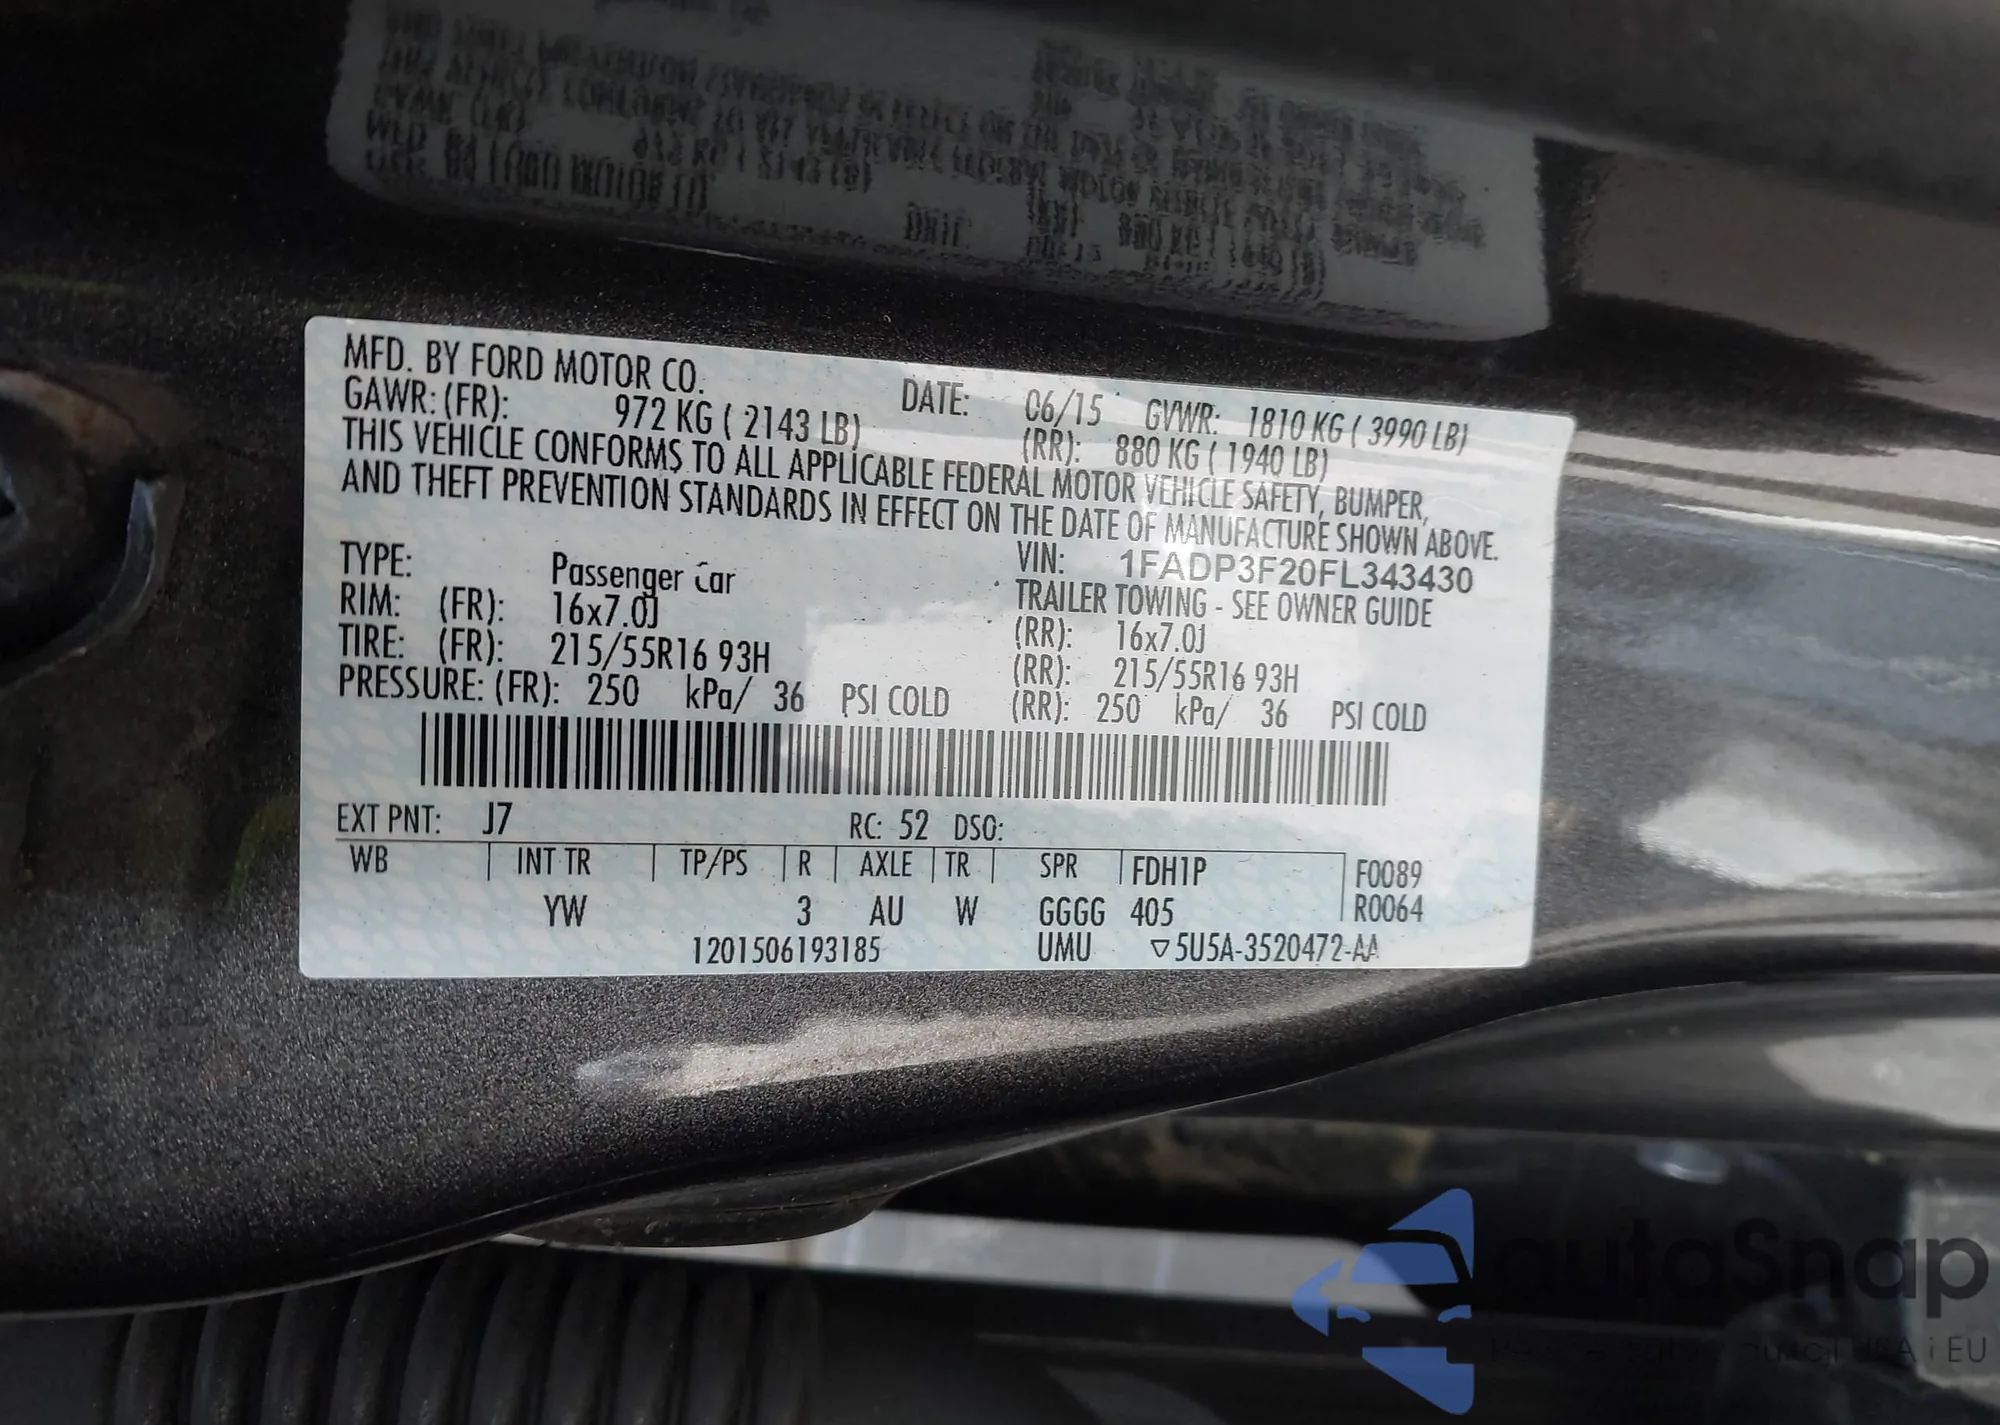 MFD. BY FORD MOTOR CO. DATE: 06/15 GVWR: 1810 KG ( 3990 LB)
GAWR: (FR): 972 KG ( 2143 LB) (RR): 880 KG ( 1940 LB)
THIS VEHICLE CONFORMS TO ALL APPLICABLE FEDERAL MOTOR VEHICLE SAFETY, BUMPER,
AND THEFT PREVENTION STANDARDS IN EFFECT ON THE DATE OF MANUFACTURE SHOWN ABOVE.
VIN: 1FADP3F20FL343430
TYPE: Passenger Car TRAILER TOWING - SEE OWNER GUIDE
RIM: (FR): 16x7.0J (RR): 16x7.0J
TIRE: (FR): 215/55R16 93H (RR): 215/55R16 93H
PRESSURE: (FR): 250 kPa/ 36 PSI COLD (RR): 250 kPa/ 36 PSI COLD
EXT PNT: J7 RC: 52 DSO:
WB INT TR TP/PS R AXLE TR SPR FDH1P F0089
YW 3 AU W GGGG 405 R0064
1201506193185 UMU ▽5U5A-3520472-AA
autoSnap
i EU